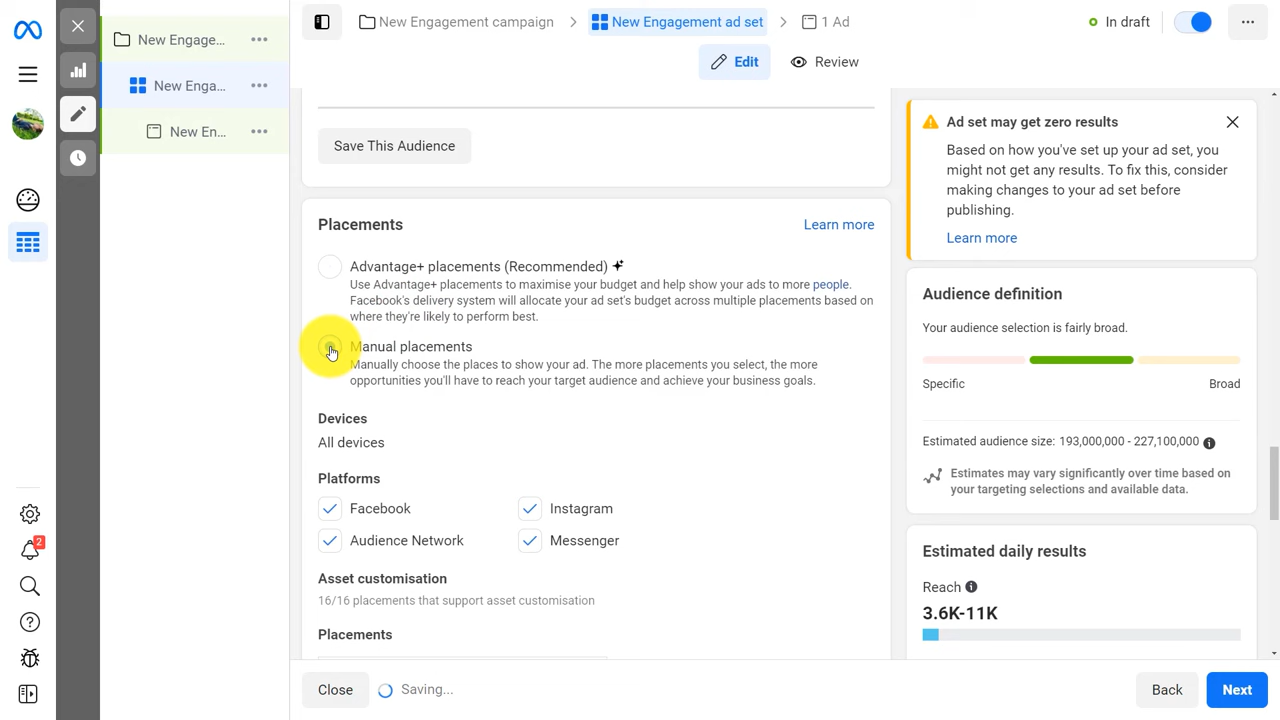 New Engagement campaign
New Engagement ad set
1 Ad
In draft
Edit
Review
New Engage...
New Enga...
New En...
Save This Audience
Placements
Learn more
Advantage+ placements (Recommended)
Use Advantage+ placements to maximise your budget and help show your ads to more people.
Facebook's delivery system will allocate your ad set's budget across multiple placements based on
where they're likely to perform best.
Manual placements
Manually choose the places to show your ad. The more placements you select, the more
opportunities you'll have to reach your target audience and achieve your business goals.
Devices
All devices
Platforms
Facebook
Instagram
Audience Network
Messenger
Asset customisation
16/16 placements that support asset customisation
Placements
Ad set may get zero results
Based on how you've set up your ad set, you
might not get any results. To fix this, consider
making changes to your ad set before
publishing.
Learn more
Audience definition
Your audience selection is fairly broad.
Specific
Broad
Estimated audience size: 193,000,000 - 227,100,000
Estimates may vary significantly over time based on
your targeting selections and available data.
Estimated daily results
Reach
3.6K-11K
2
Close
Saving...
Back
Next